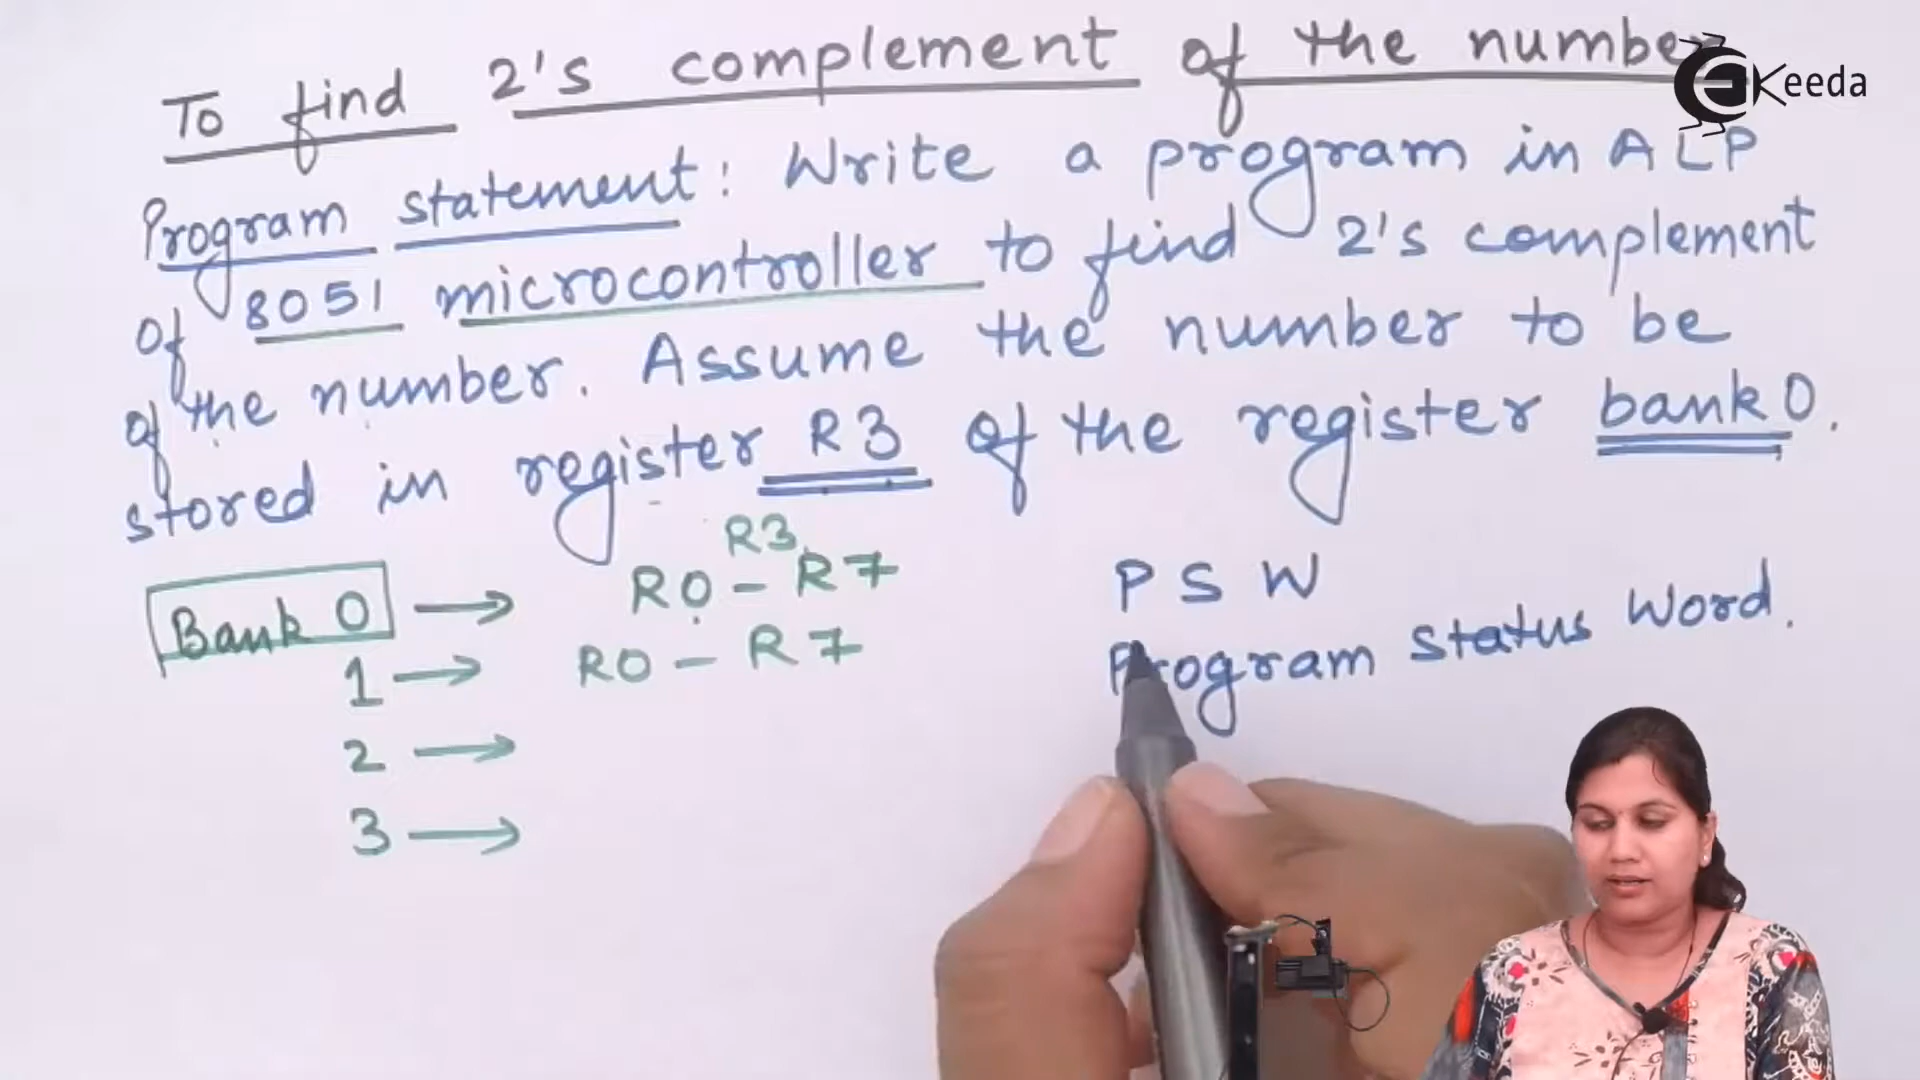 To find 2's complement of the number
Keeda
Program statement: Write a program in ALP
of 8051 microcontroller to find 2's complement
of the number. Assume the number to be
stored in register R3 of the register bank 0.
R3
Bank 0 → R0 - R7
1 → R0 - R7
2 →
3 →
P S W
Program Status Word.